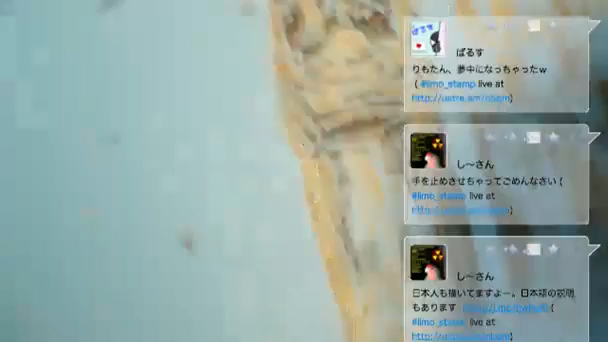 ぱるす
りもたん、夢中になっちゃったw
( #limo_stamp live at
し〜さん
手を止めさせちゃってごめんなさい (
#limo_stamp live at
し〜さん
日本人も描いてますよー。日本語の説明
もあります
(
#limo_stamp live at